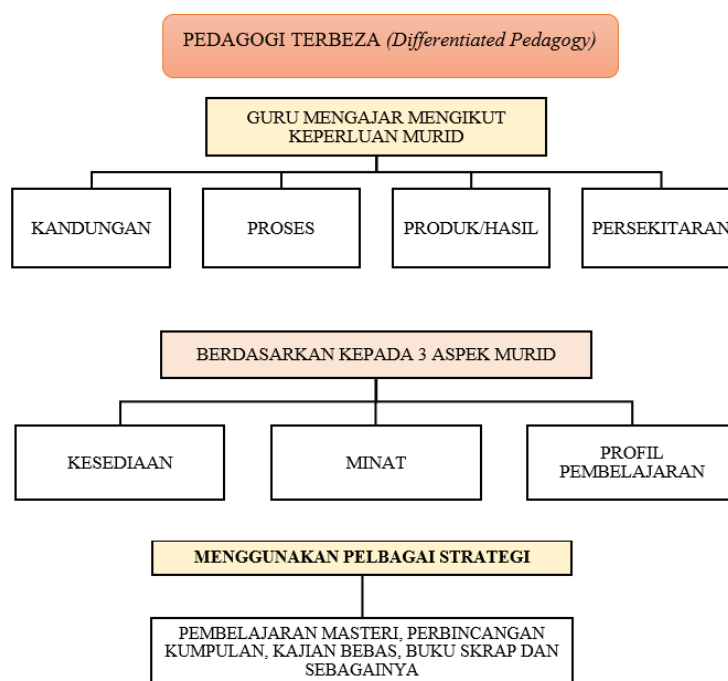 PEDAGOGI TERBEZA (Differentiated Pedagogy)
GURU MENGAJAR MENGIKUT
KEPERLUAN MURID
KANDUNGAN
PROSES
PRODUK/HASIL
PERSEKITARAN
BERDASARKAN KEPADA 3 ASPEK MURID
KESEDIAAN
MINAT
PROFIL
PEMBELAJARAN
MENGGUNAKAN PELBAGAI STRATEGI
PEMBELAJARAN MASTERI, PERBINCANGAN
KUMPULAN, KAJIAN BEBAS, BUKU SKRAP DAN
SEBAGAINYA